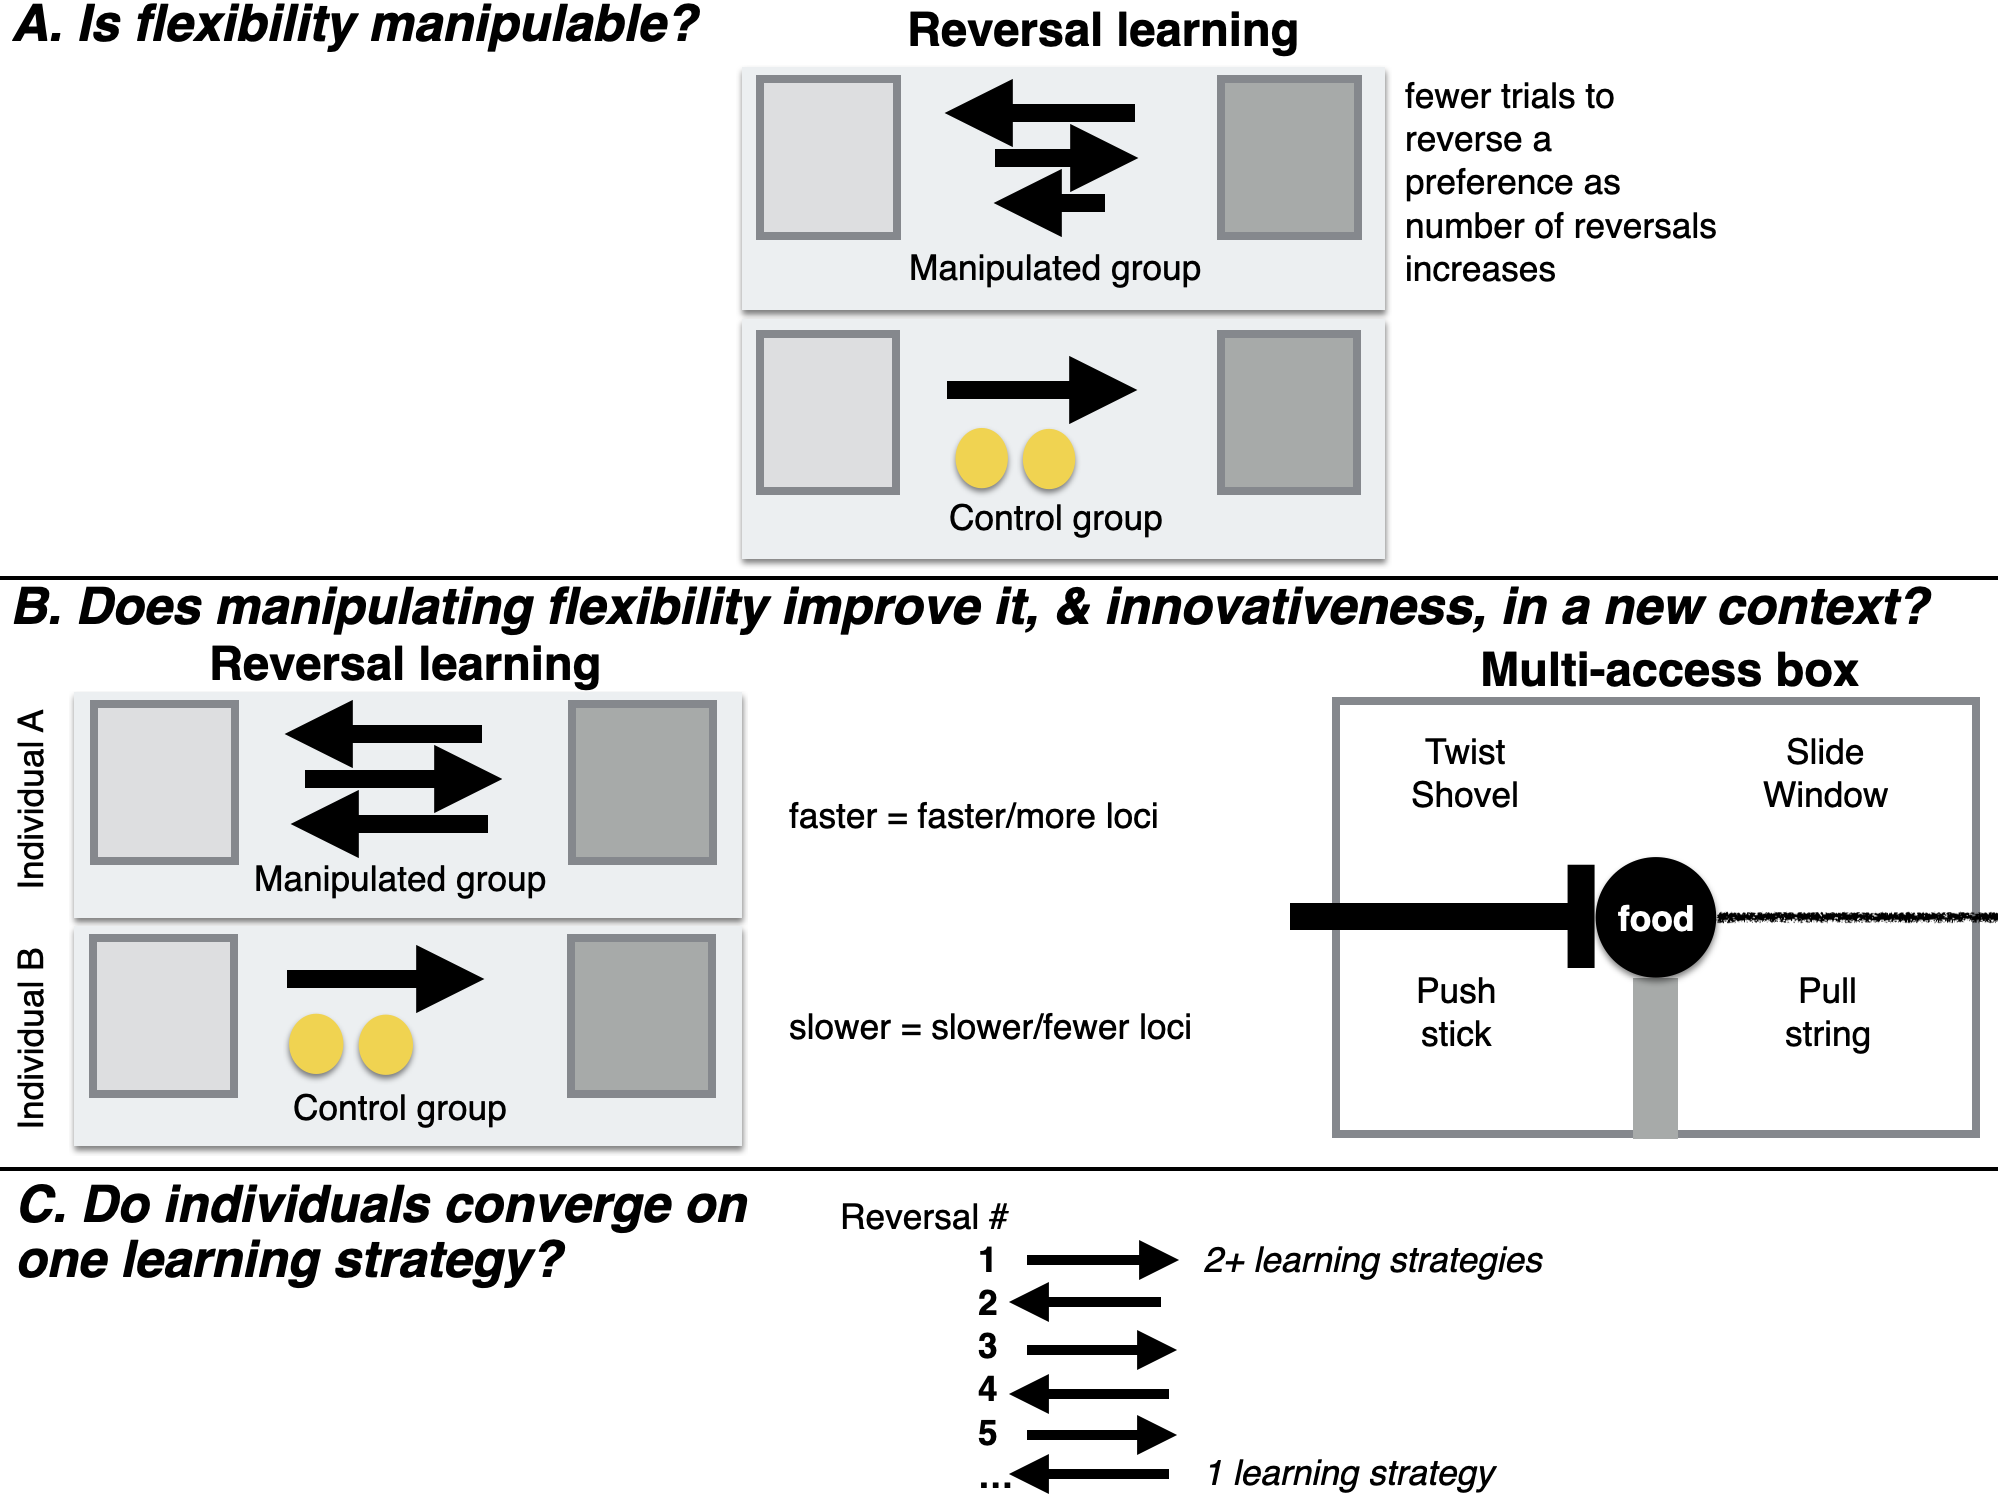 A. Is flexibility manipulable?
Reversal learning
fewer trials to
reverse a
preference as
number of reversals
increases
Manipulated group
Control group
B. Does manipulating flexibility improve it, & innovativeness, in a new context?
Reversal learning
Multi-access box
Individual A
Manipulated group
faster = faster/more loci
Individual B
Control group
slower = slower/fewer loci
Twist
Shovel
Slide
Window
food
Push
stick
Pull
string
C. Do individuals converge on
one learning strategy?
Reversal #
1 2+ learning strategies
2
3
4
5
... 1 learning strategy